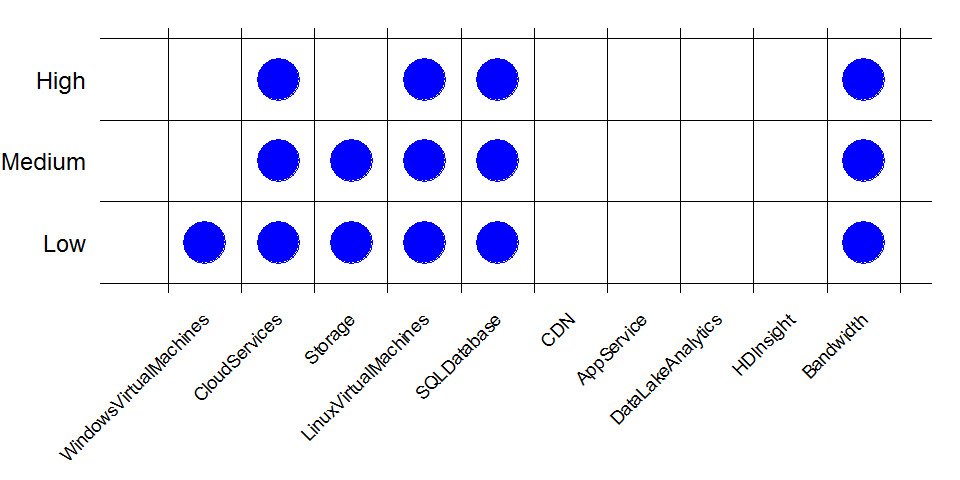 High
Medium
Low
WindowsVirtualMachines
CloudServices
Storage
LinuxVirtualMachines
SQLDatabase
CDN
AppService
DataLakeAnalytics
HDInsight
Bandwidth